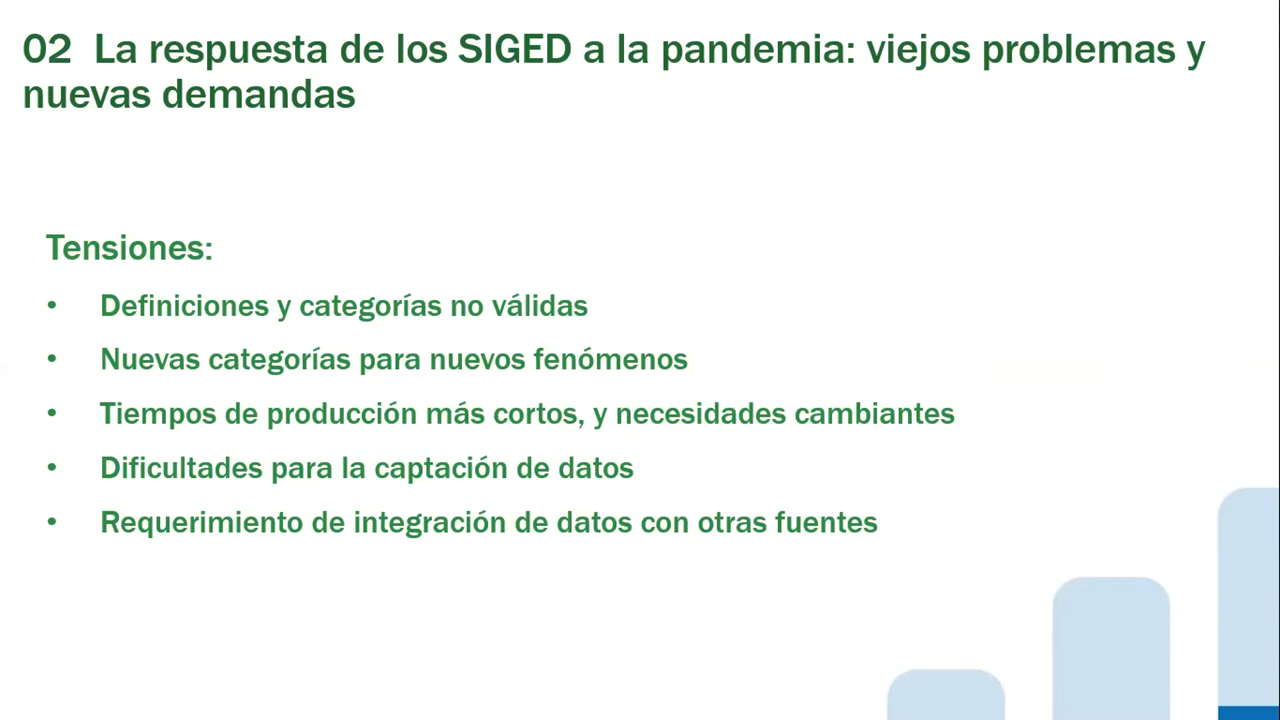 02 La respuesta de los SIGED a la pandemia: viejos problemas y
nuevas demandas
Tensiones:
• Definiciones y categorías no válidas
• Nuevas categorías para nuevos fenómenos
• Tiempos de producción más cortos, y necesidades cambiantes
• Dificultades para la captación de datos
• Requerimiento de integración de datos con otras fuentes